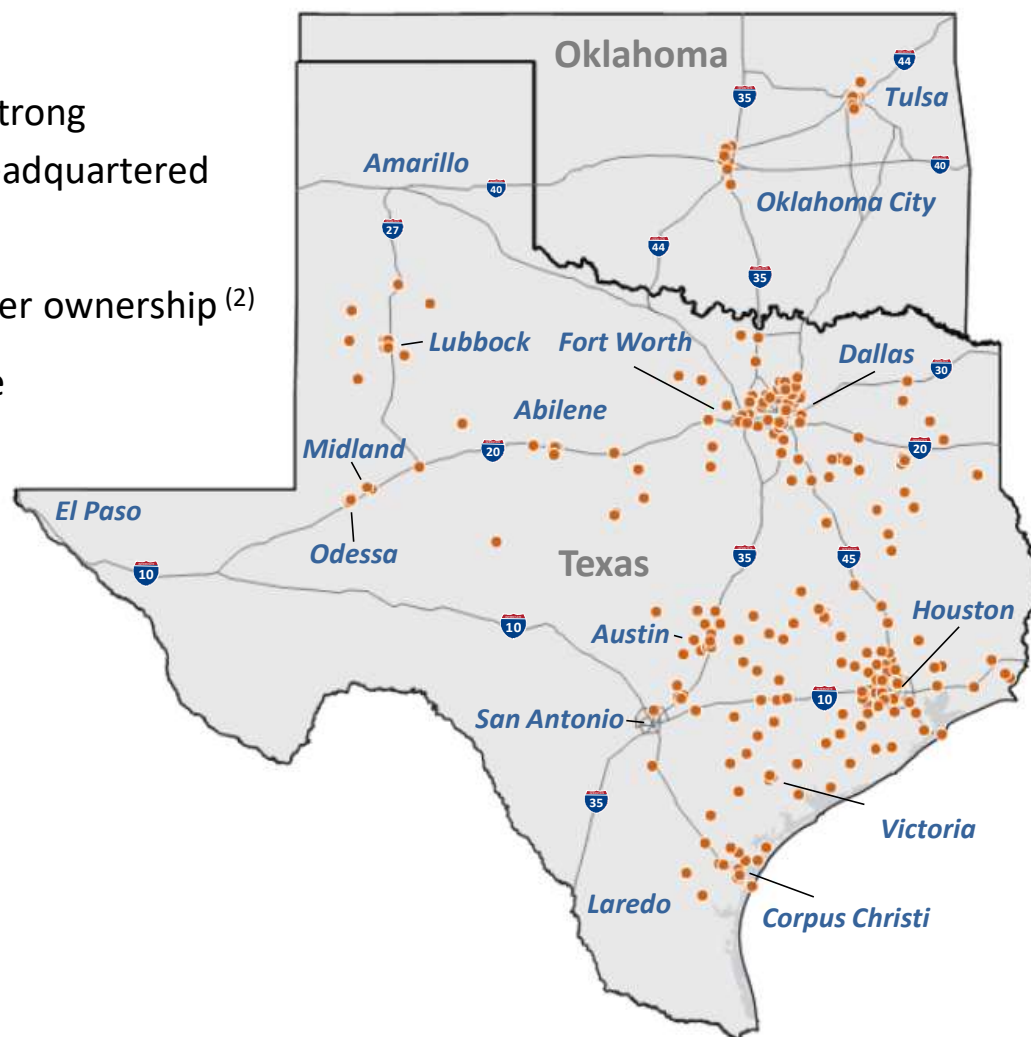 Oklahoma
44
35
Tulsa
trong
adquartered
Amarillo
40
40
Oklahoma City
27
44
35
er ownership (2)
Lubbock
Fort Worth
Dallas
30
e
Abilene
Midland
20
20
El Paso
Odessa
35
45
Texas
10
10
Houston
Austin
10
San Antonio
35
Victoria
Laredo
Corpus Christi